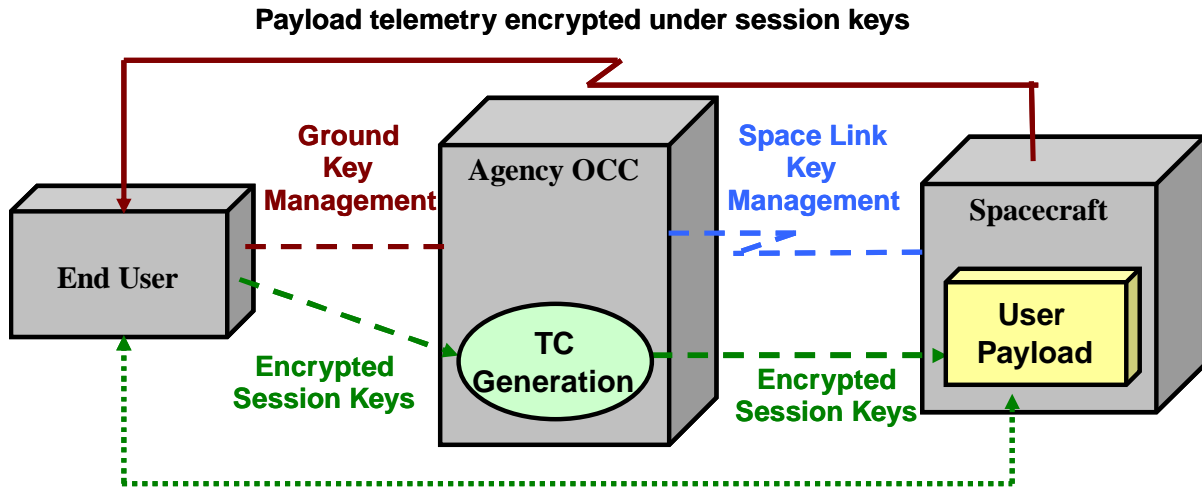 Payload telemetry encrypted under session keys
Ground
Key
Management
Agency OCC
Space Link
Key
Management
Spacecraft
End User
User
Payload
TC
Generation
Encrypted
Session Keys
Encrypted
Session Keys